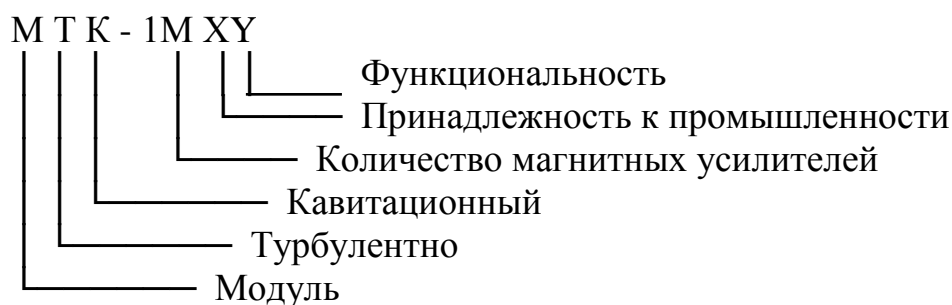 М Т К - 1М XY
Функциональность
Принадлежность к промышленности
Количество магнитных усилителей
Кавитационный
Турбулентно
Модуль